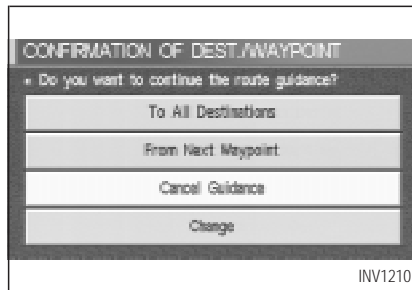 CONFIRMATION OF DEST./WAYPOINT
Do you want to continue the route guidance?
To All Destinations
From Next Waypoint
Cancel Guidance
Change
INV1210